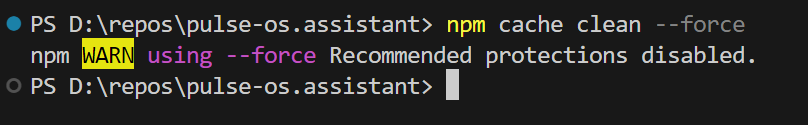 PS D:\repos\pulse-os.assistant> npm cache clean --force
npm WARN using --force Recommended protections disabled.
PS D:\repos\pulse-os.assistant>